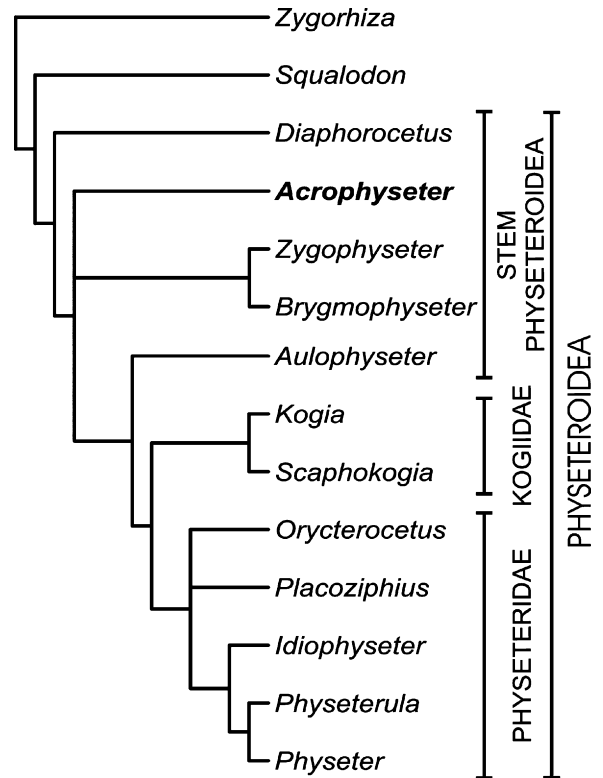 Zygorhiza
Squalodon
Diaphorocetus
Acrophyseter
Zygophyseter
Brygmophyseter
Aulophyseter
Kogia
Scaphokogia
Orycterocetus
Placoziphius
Idiophyseter
Physeterula
Physeter
STEM
PHYSETEROIDEA
KOGIIDAE
PHYSETERIDAE
PHYSETEROIDEA